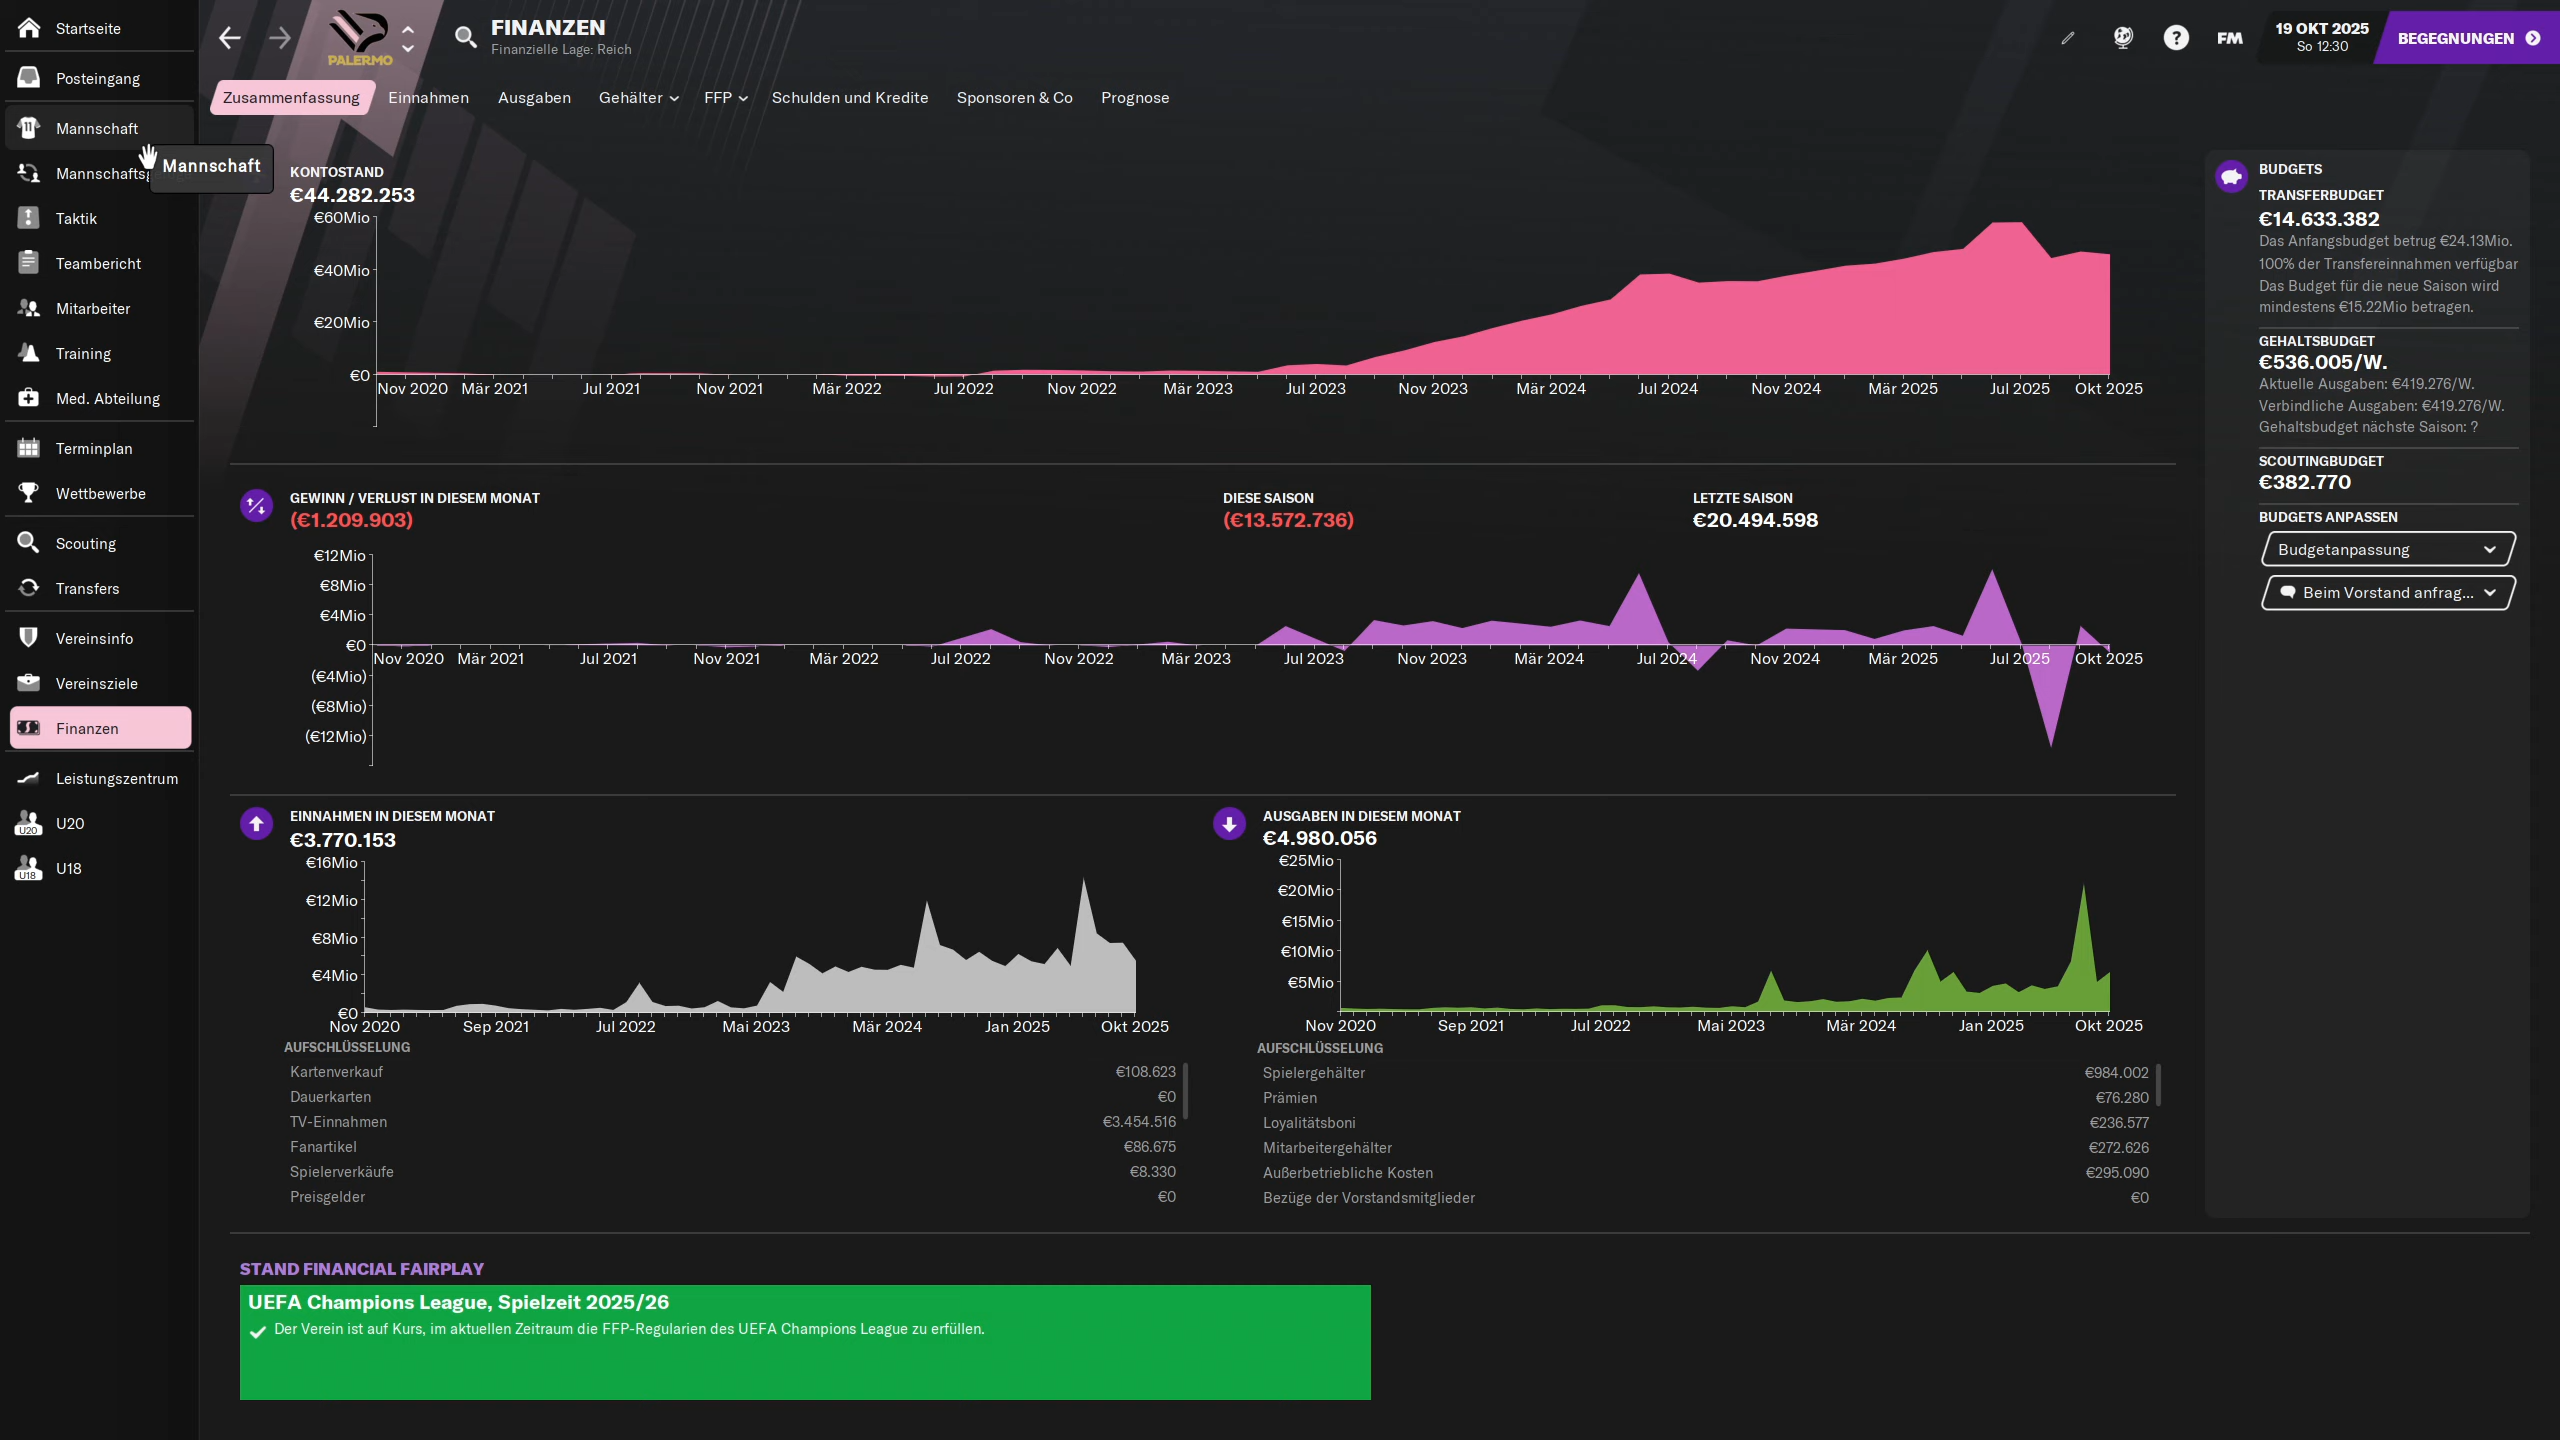 Startseite
Posteingang
Mannschaft
Mannschaft
Taktik
Teambericht
Mitarbeiter
Training
Med. Abteilung
Terminplan
Wettbewerbe
Scouting
Transfers
Vereinsinfo
Vereinsziele
Finanzen
Leistungszentrum
U20 U20
U18 U18
PALERMO
FINANZEN
Finanzielle Lage: Reich
FM
19 OKT 2025
So 12:30
BEGEGNUNGEN
Zusammenfassung Einnahmen Ausgaben Gehälter FFP Schulden und Kredite Sponsoren & Co Prognose
KONTOSTAND
€44.282.253
€60Mio
€40Mio
€20Mio
€0
Nov 2020 Mär 2021 Jul 2021 Nov 2021 Mär 2022 Jul 2022 Nov 2022 Mär 2023 Jul 2023 Nov 2023 Mär 2024 Jul 2024 Nov 2024 Mär 2025 Jul 2025 Okt 2025
GEWINN / VERLUST IN DIESEM MONAT
(€1.209.903)
DIESE SAISON
(€13.572.736)
LETZTE SAISON
€20.494.598
€12Mio
€8Mio
€4Mio
€0
Nov 2020 Mär 2021 Jul 2021 Nov 2021 Mär 2022 Jul 2022 Nov 2022 Mär 2023 Jul 2023 Nov 2023 Mär 2024 Jul 2024 Nov 2024 Mär 2025 Jul 2025 Okt 2025
(€4Mio)
(€8Mio)
(€12Mio)
EINNAHMEN IN DIESEM MONAT
€3.770.153
€16Mio
€12Mio
€8Mio
€4Mio
€0
Nov 2020 Sep 2021 Jul 2022 Mai 2023 Mär 2024 Jan 2025 Okt 2025
AUFSCHLÜSSELUNG
Kartenverkauf €108.623
Dauerkarten €0
TV-Einnahmen €3.454.516
Fanartikel €86.675
Spielerverkäufe €8.330
Preisgelder €0
AUSGABEN IN DIESEM MONAT
€4.980.056
€25Mio
€20Mio
€15Mio
€10Mio
€5Mio
Nov 2020 Sep 2021 Jul 2022 Mai 2023 Mär 2024 Jan 2025 Okt 2025
AUFSCHLÜSSELUNG
Spielergehälter €984.002
Prämien €76.280
Loyalitätsboni €236.577
Mitarbeitergehälter €272.626
Außerbetriebliche Kosten €295.090
Bezüge der Vorstandsmitglieder €0
BUDGETS
TRANSFERBUDGET
€14.633.382
Das Anfangsbudget betrug €24.13Mio.
100% der Transfereinnahmen verfügbar
Das Budget für die neue Saison wird
mindestens €15.22Mio betragen.
GEHALTSBUDGET
€536.005/W.
Aktuelle Ausgaben: €419.276/W.
Verbindliche Ausgaben: €419.276/W.
Gehaltsbudget nächste Saison: ?
SCOUTINGBUDGET
€382.770
BUDGETS ANPASSEN
Budgetanpassung
Beim Vorstand anfrag...
STAND FINANCIAL FAIRPLAY
UEFA Champions League, Spielzeit 2025/26
Der Verein ist auf Kurs, im aktuellen Zeitraum die FFP-Regularien des UEFA Champions League zu erfüllen.